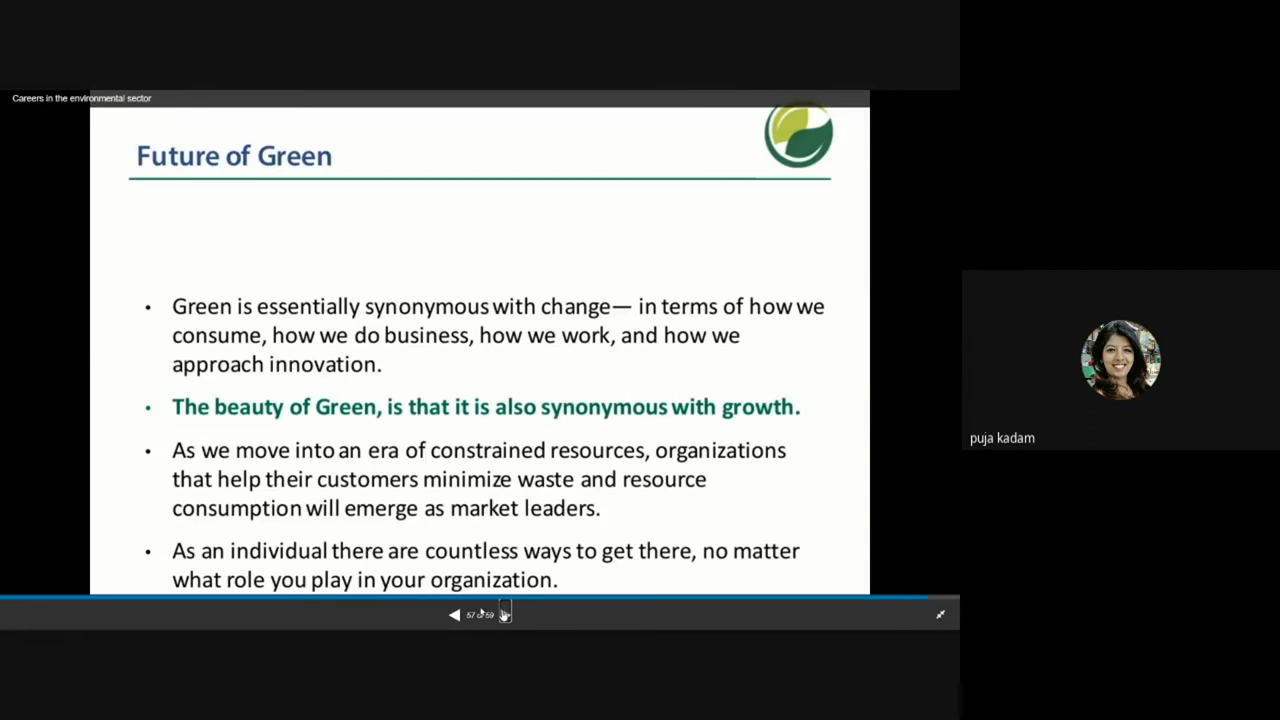 Careers in the environmental sector
Future of Green
• Green is essentially synonymous with change— in terms of how we
consume, how we do business, how we work, and how we
approach innovation.
• The beauty of Green, is that it is also synonymous with growth.
• As we move into an era of constrained resources, organizations
that help their customers minimize waste and resource
consumption will emerge as market leaders.
• As an individual there are countless ways to get there, no matter
what role you play in your organization.
57 of 59
puja kadam